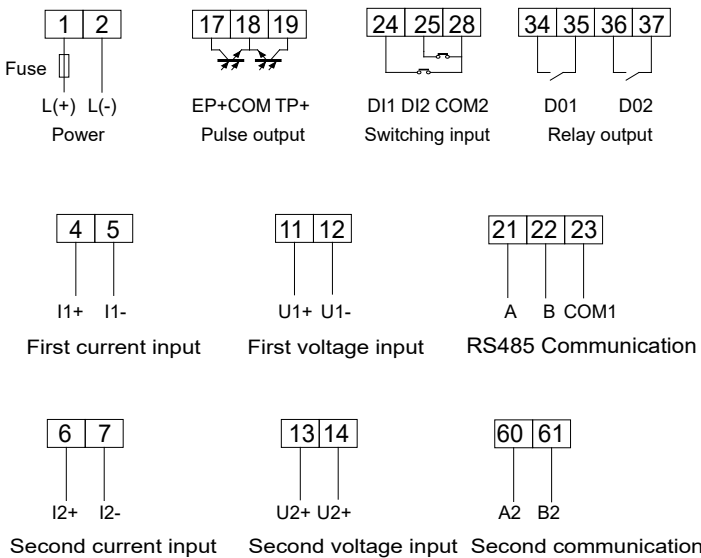 1 2
17 18 19
24 25 28
34 35 36 37
Fuse
L(+) L(-)
EP+COM TP+
DI1 DI2 COM2
D01 D02
Power
Pulse output
Switching input
Relay output
4 5
11 12
21 22 23
I1+ I1-
U1+ U1-
A B COM1
First current input
First voltage input
RS485 Communication
6 7
13 14
60 61
I2+ I2-
U2+ U2+
A2 B2
Second current input
Second voltage input
Second communication